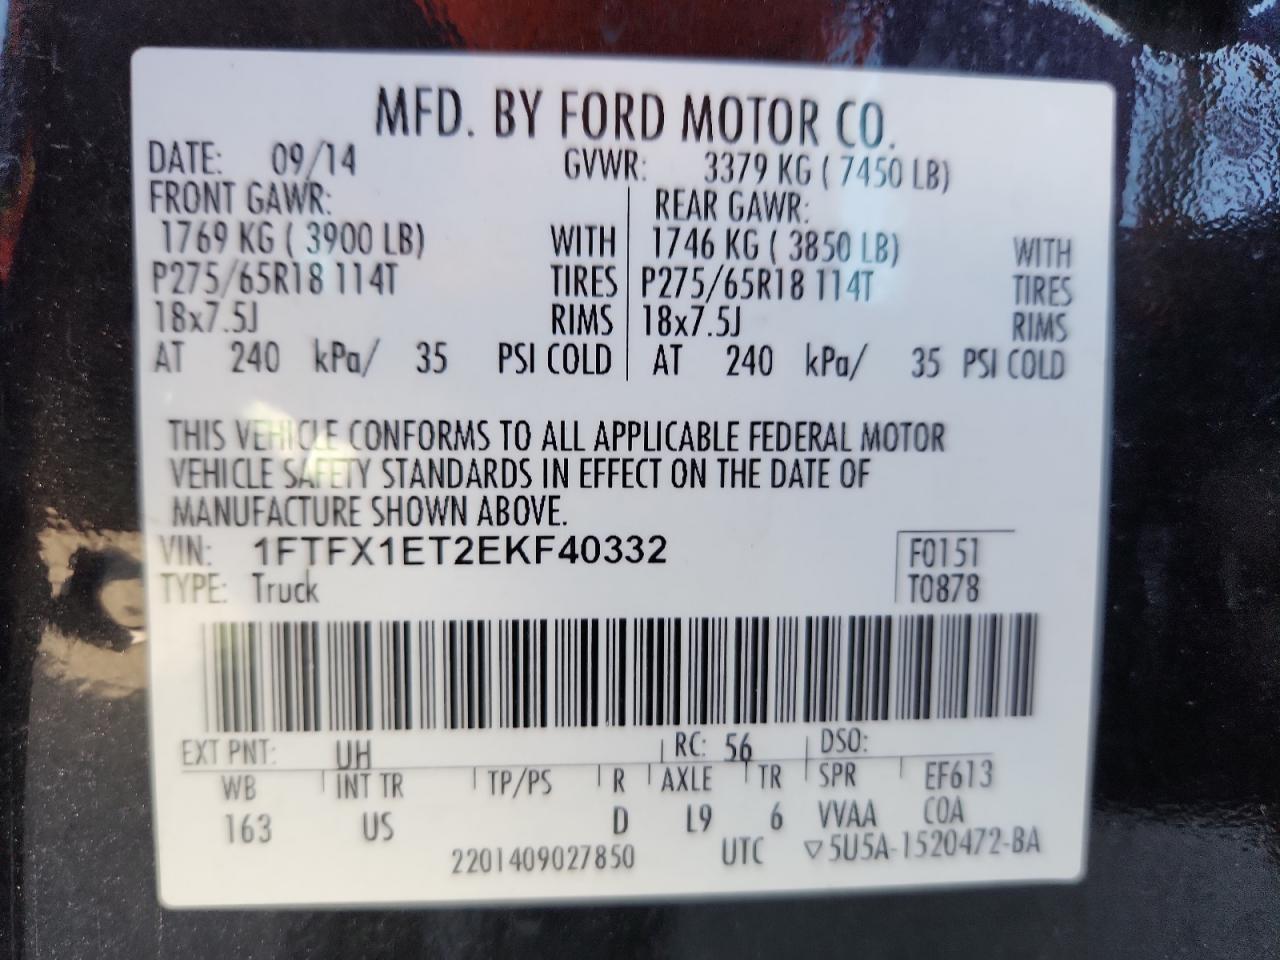 MFD. BY FORD MOTOR CO.
DATE: 09/14 GVWR: 3379 KG ( 7450 LB)
FRONT GAWR: REAR GAWR:
1769 KG ( 3900 LB) WITH 1746 KG ( 3850 LB) WITH
P275/65R18 114T TIRES P275/65R18 114T TIRES
18x7.5J RIMS 18x7.5J RIMS
AT 240 kPa/ 35 PSI COLD AT 240 kPa/ 35 PSI COLD
THIS VEHICLE CONFORMS TO ALL APPLICABLE FEDERAL MOTOR
VEHICLE SAFETY STANDARDS IN EFFECT ON THE DATE OF
MANUFACTURE SHOWN ABOVE.
VIN: 1FTFX1ET2EKF40332 F0151
TYPE: Truck T0878
EXT PNT: UH RC: 56 DSO:
WB INT TR TP/PS R AXLE TR SPR EF613
163 US D L9 6 VVAA COA
2201409027850 UTC ▽5U5A-1520472-BA